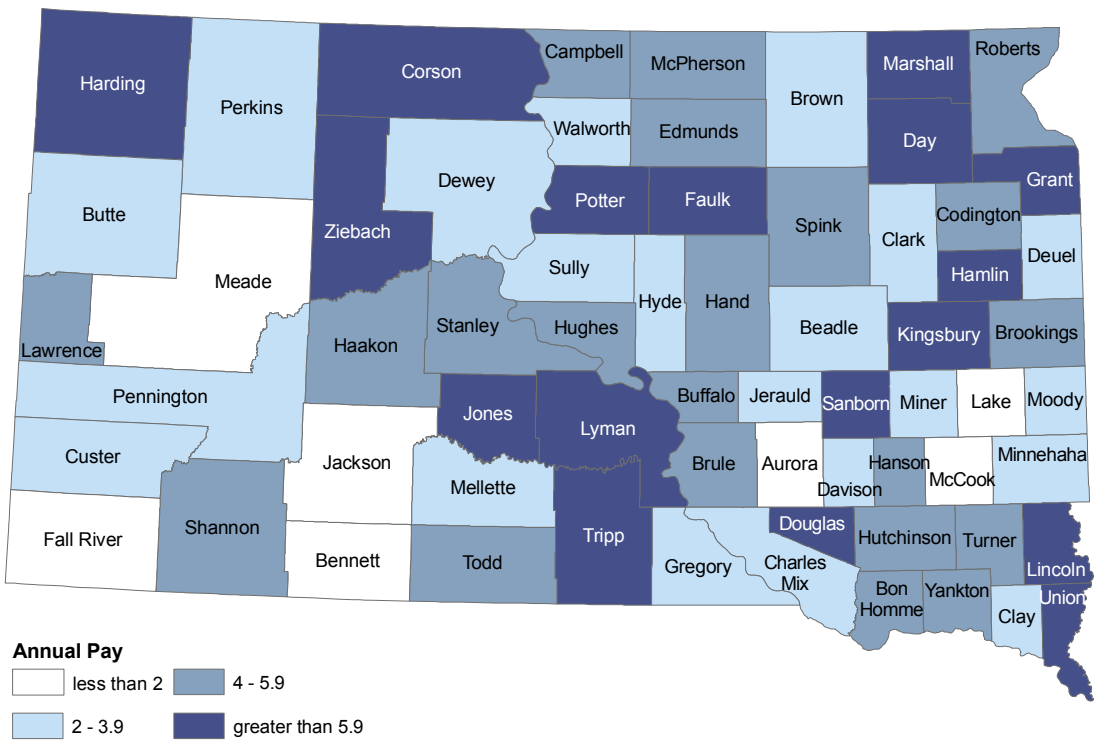 Harding
Perkins
Corson
Campbell
McPherson
Brown
Marshall
Roberts
Walworth
Edmunds
Day
Butte
Dewey
Ziebach
Potter
Faulk
Spink
Grant
Codington
Clark
Deuel
Meade
Sully
Hyde
Hand
Hamlin
Lawrence
Haakon
Stanley
Hughes
Beadle
Kingsbury
Brookings
Pennington
Jones
Lyman
Buffalo
Jerauld
Sanborn
Miner
Lake
Moody
Custer
Jackson
Mellette
Brule
Aurora
Davison
Hanson
McCook
Minnehaha
Fall River
Shannon
Bennett
Todd
Tripp
Gregory
Charles
Mix
Douglas
Hutchinson
Turner
Lincoln
Bon
Homme
Yankton
Clay
Union
Annual Pay
less than 2
4 - 5.9
2 - 3.9
greater than 5.9